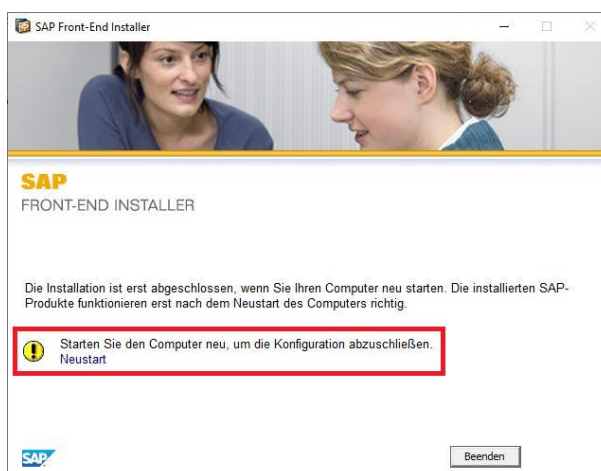 SAP Front-End Installer
SAP
FRONT-END INSTALLER
Die Installation ist erst abgeschlossen, wenn Sie Ihren Computer neu starten. Die installierten SAP-
Produkte funktionieren erst nach dem Neustart des Computers richtig.
Starten Sie den Computer neu, um die Konfiguration abzuschließen.
Neustart
SAP
Beenden